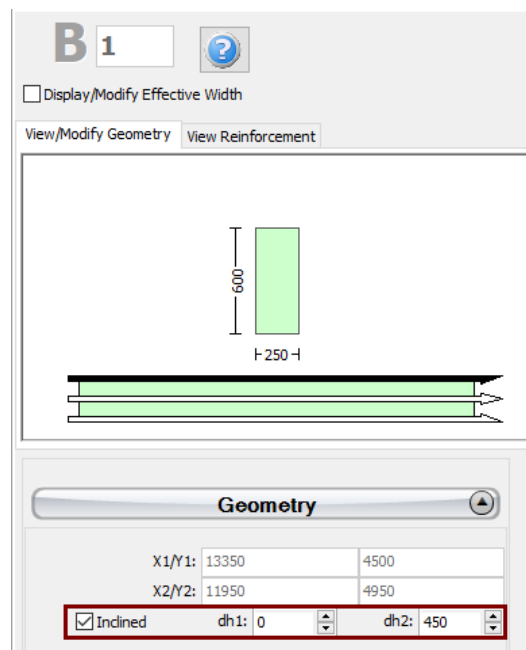 B 1
?
Display/Modify Effective Width
View/Modify Geometry View Reinforcement
600
250
Geometry
X1/Y1: 13350 4500
X2/Y2: 11950 4950
Inclined dh1: 0 dh2: 450